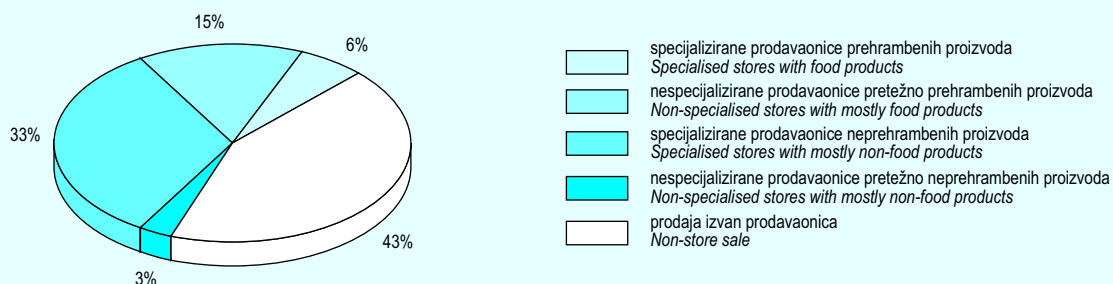 15%
6%
33%
3%
43%
specijalizirane prodavaonice prehrambenih proizvoda
Specialised stores with food products
nespecijalizirane prodavaonice pretežno prehrambenih proizvoda
Non-specialised stores with mostly food products
specijalizirane prodavaonice neprehrambenih proizvoda
Specialised stores with mostly non-food products
nespecijalizirane prodavaonice pretežno neprehrambenih proizvoda
Non-specialised stores with mostly non-food products
prodaja izvan prodavaonica
Non-store sale